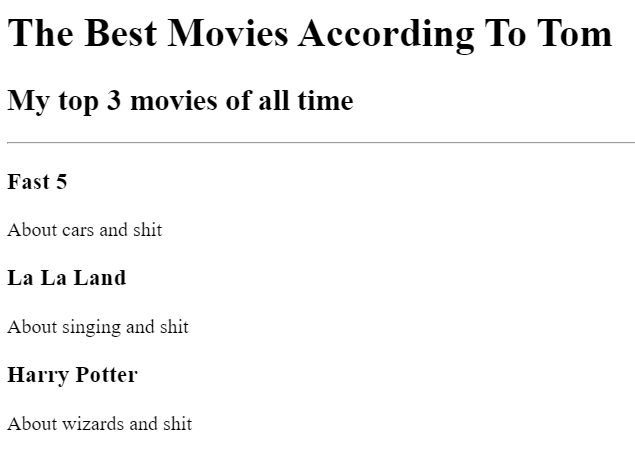 The Best Movies According To Tom
My top 3 movies of all time
Fast 5
About cars and shit
La La Land
About singing and shit
Harry Potter
About wizards and shit